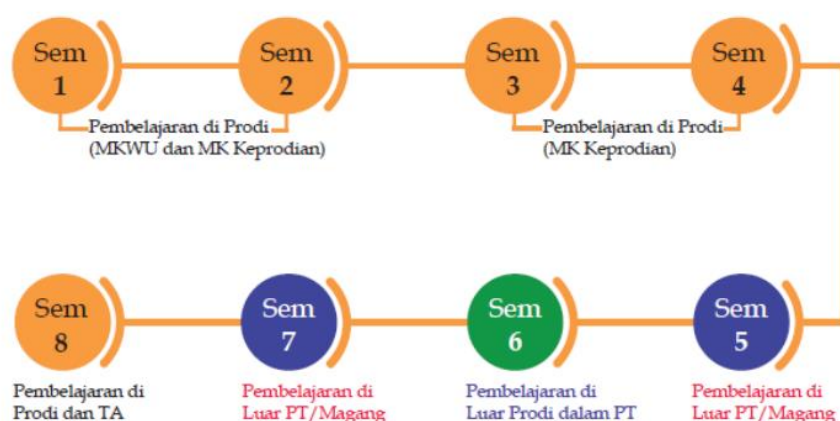 Sem
1
Sem
2
Sem
3
Sem
4
Pembelajaran di Prodi
(MKWU dan MK Keprodian)
Pembelajaran di Prodi
(MK Keprodian)
Sem
8
Sem
7
Sem
6
Sem
5
Pembelajaran di
Prodi dan TA
Pembelajaran di
Luar PT/Magang
Pembelajaran di
Luar Prodi dalam PT
Pembelajaran di
Luar PT/Magang